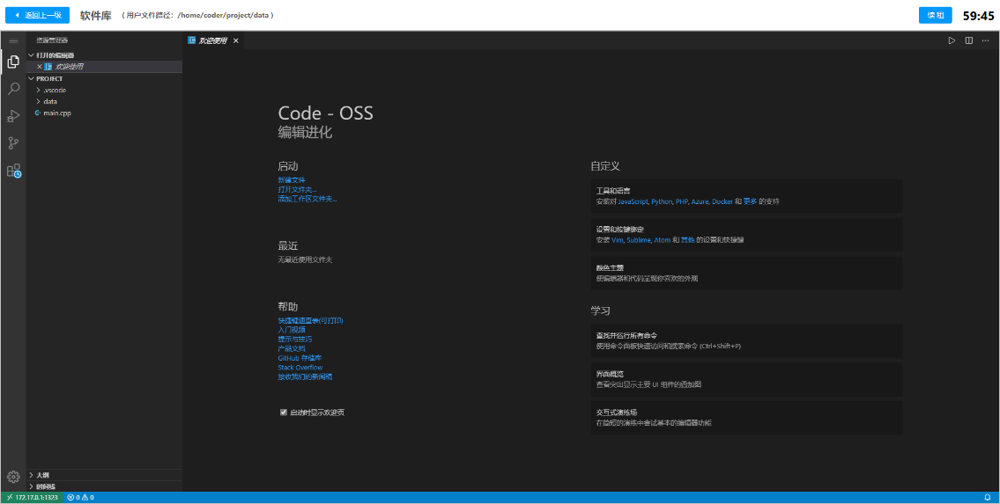 返回上一级 软件库 ( 用户文件路径: /home/coder/project/data ) 续租 59:45
资源管理器
欢迎使用
打开的编辑器
欢迎使用
PROJECT
.vscode
data
main.cpp
Code - OSS
编辑进化
启动
新建文件
打开文件夹...
添加工作区文件夹...
最近
无最近使用文件夹
帮助
快捷键速查表(可打印)
入门视频
提示与技巧
产品文档
GitHub 存储库
Stack Overflow
接收我们的新闻稿
启动时显示欢迎页
自定义
工具和语言
安装对 JavaScript, Python, PHP, Azure, Docker 和 更多 的支持
设置和按键绑定
安装 Vim, Sublime, Atom 和 其他 的设置和快捷键
颜色主题
使编辑器和代码呈现你喜欢的外观
学习
查找并运行所有命令
使用命令面板快速访问和搜索命令 (Ctrl+Shift+P)
界面概览
查看突出显示主要 UI 组件的叠加图
交互式演练场
在简短的演练中尝试基本的编辑器功能
大纲
时间线
172.17.0.1:1323 0 0